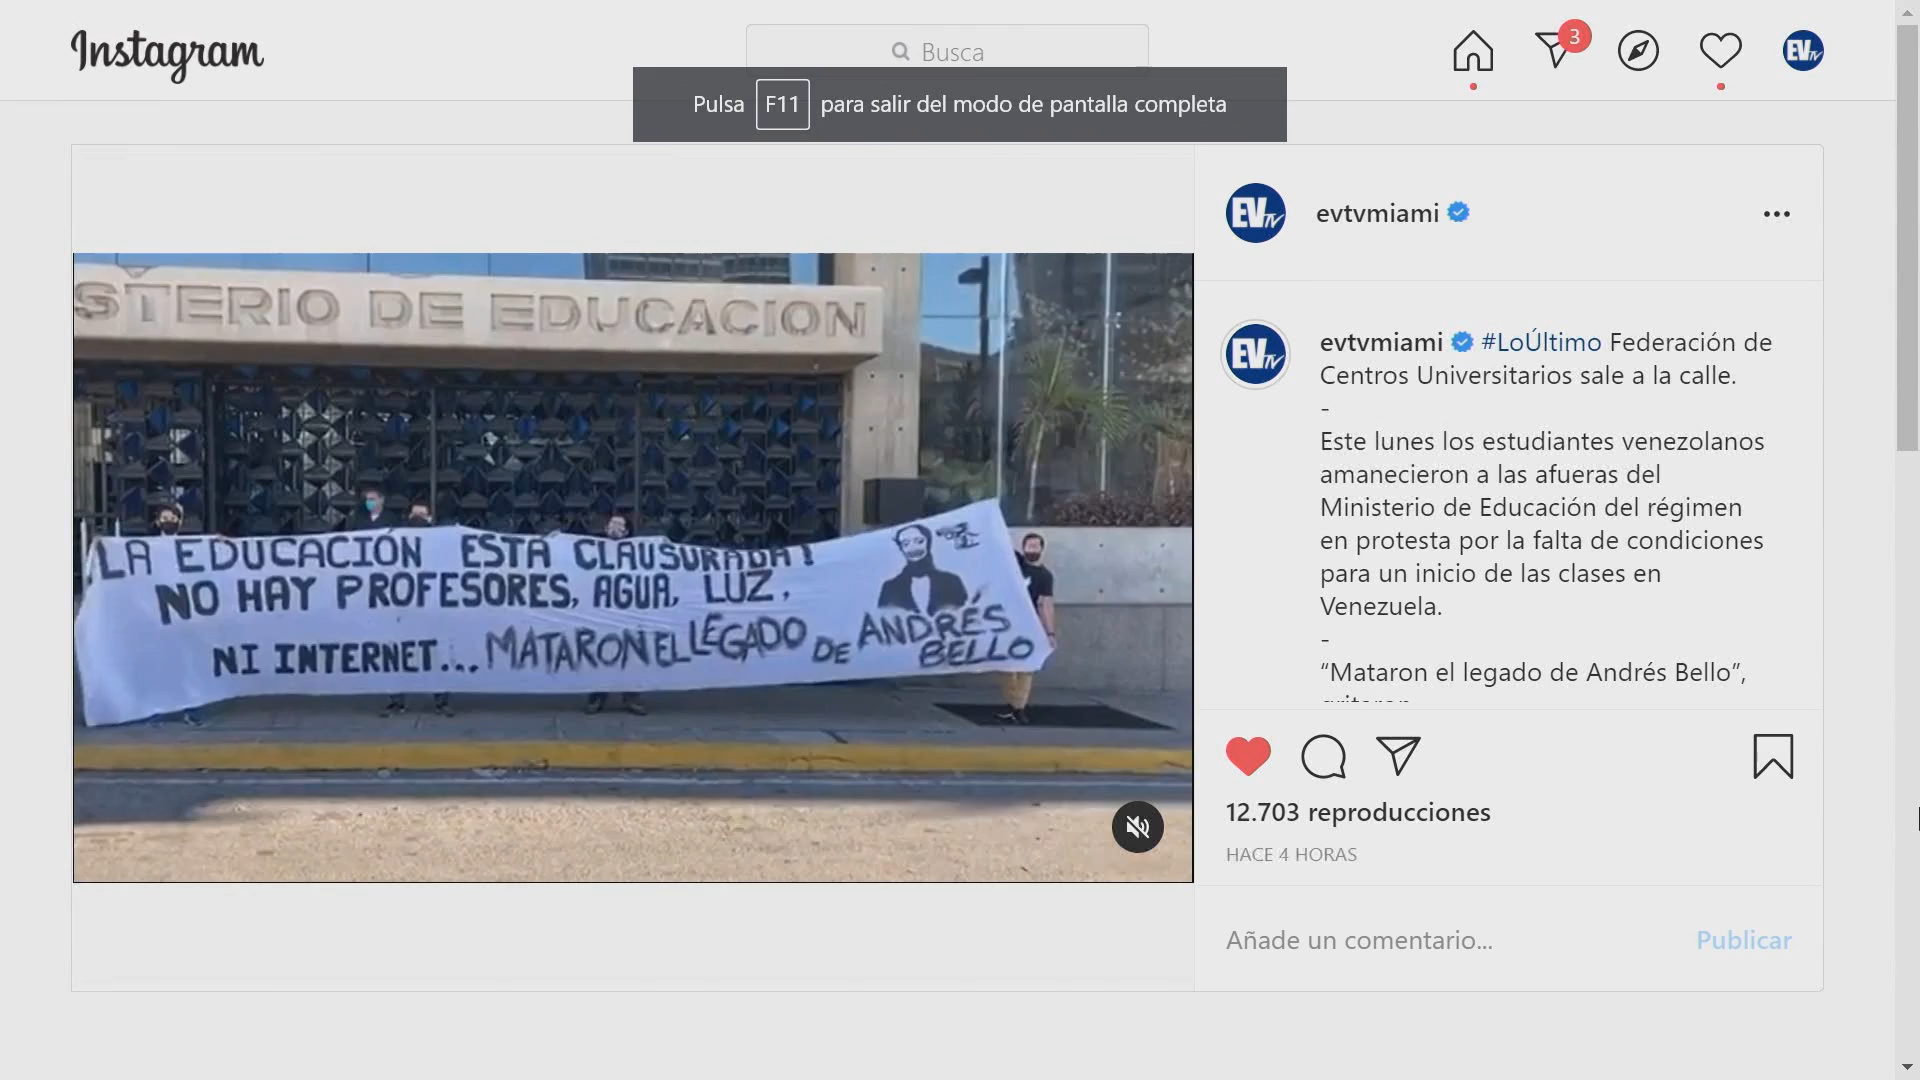 Instagram
Busca
3
EVtv
Pulsa F11 para salir del modo de pantalla completa
EVtv
evtvmiami
STERIO DE EDUCACION
LA EDUCACIÓN ESTA CLAUSURADA!
NO HAY PROFESORES, AGUA, LUZ,
NI INTERNET... MATARON EL LEGADO DE ANDRÉS
BELLO
EVtv
evtvmiami #LoÚltimo Federación de
Centros Universitarios sale a la calle.
-
Este lunes los estudiantes venezolanos
amanecieron a las afueras del
Ministerio de Educación del régimen
en protesta por la falta de condiciones
para un inicio de las clases en
Venezuela.
-
“Mataron el legado de Andrés Bello”,
12.703 reproducciones
HACE 4 HORAS
Añade un comentario...
Publicar